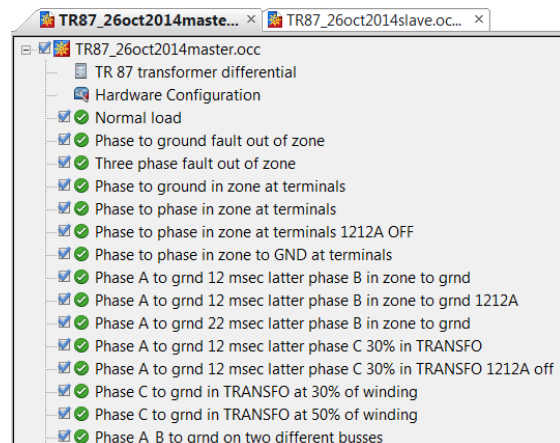 TR87_26oct2014maste... × TR87_26oct2014slave.oc... ×
TR87_26oct2014master.occ
TR 87 transformer differential
Hardware Configuration
Normal load
Phase to ground fault out of zone
Three phase fault out of zone
Phase to ground in zone at terminals
Phase to phase in zone at terminals
Phase to phase in zone at terminals 1212A OFF
Phase to phase in zone to GND at terminals
Phase A to grnd 12 msec latter phase B in zone to grnd
Phase A to grnd 12 msec latter phase B in zone to grnd 1212A
Phase A to grnd 22 msec latter phase B in zone to grnd
Phase A to grnd 12 msec latter phase C 30% in TRANSFO
Phase A to grnd 12 msec latter phase C 30% in TRANSFO 1212A off
Phase C to grnd in TRANSFO at 30% of winding
Phase C to grnd in TRANSFO at 50% of winding
Phase A B to grnd on two different busses